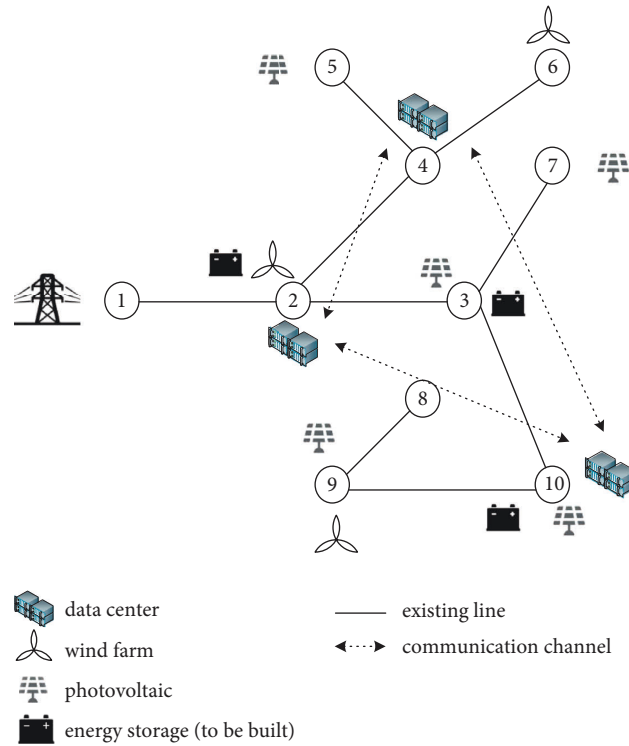 5
6
4
7
1
2
3
8
9
10
data center
existing line
wind farm
communication channel
photovoltaic
energy storage (to be built)